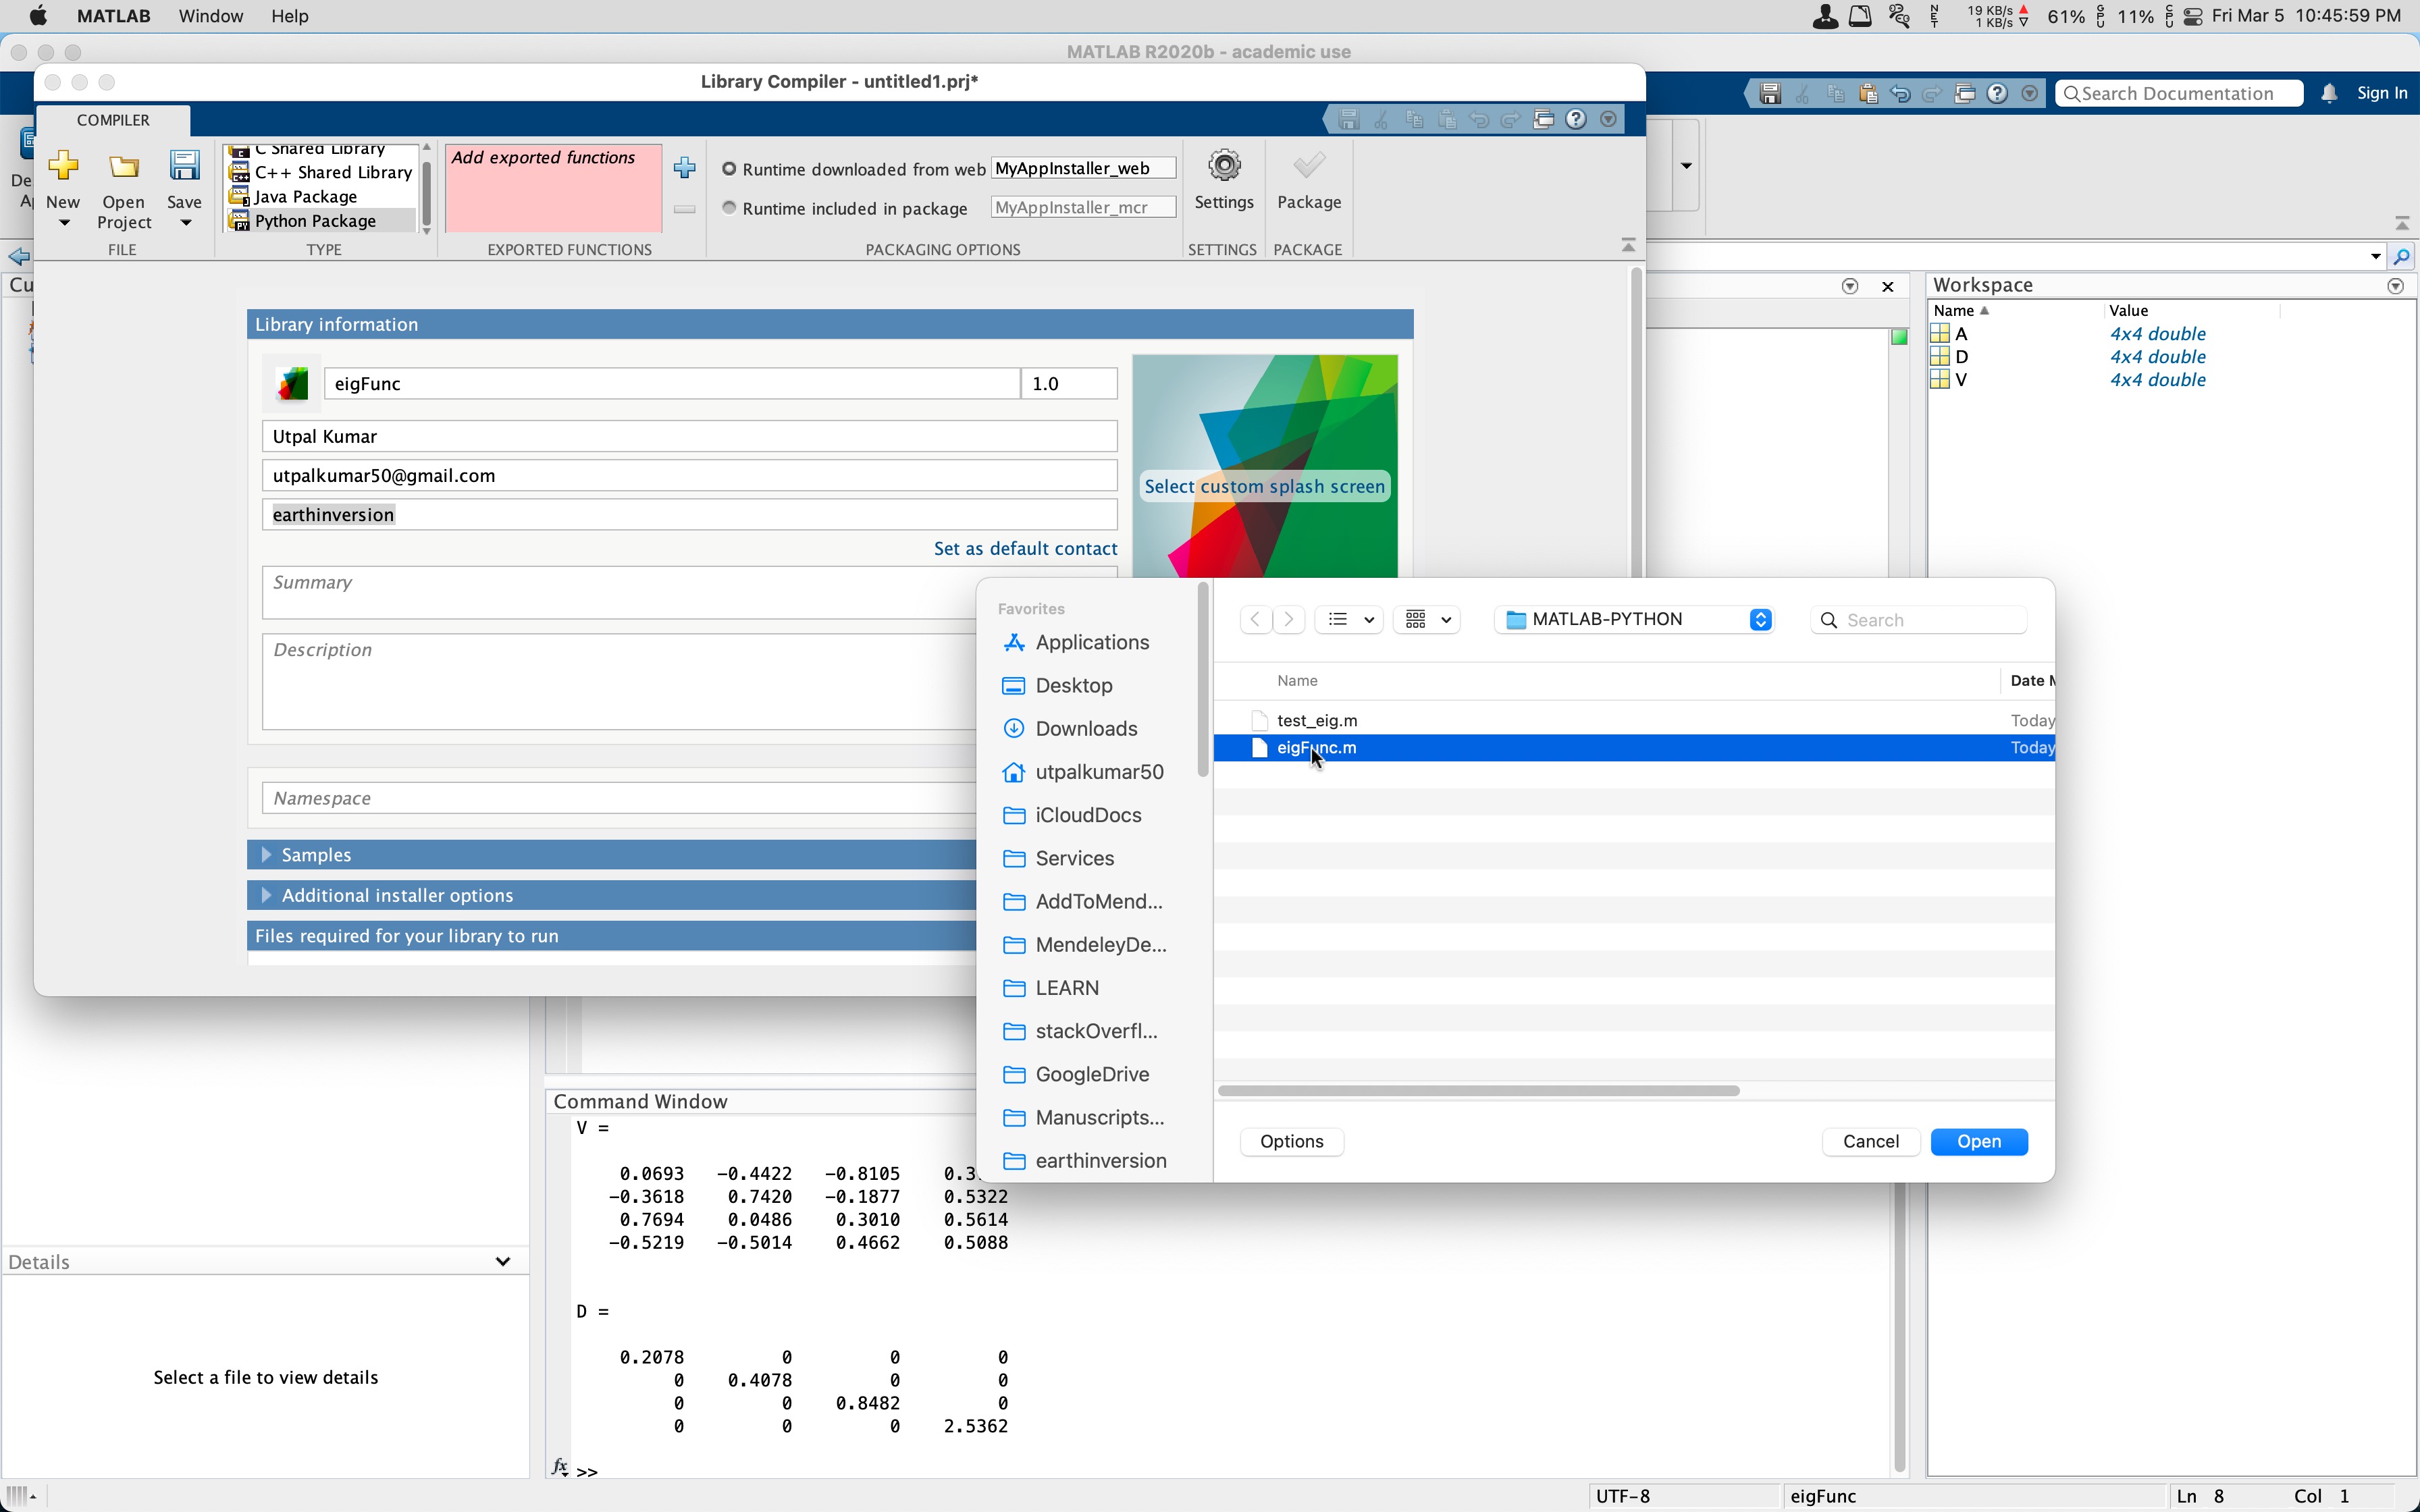 MATLAB Window Help
NET 19 KB/s 1 KB/s 61% GPU 11% CPU Fri Mar 5 10:45:59 PM
MATLAB R2020b - academic use
Library Compiler - untitled1.prj*
Search Documentation Sign In
COMPILER
New
Open Project
Save
FILE
C Shared Library
C++ Shared Library
Java Package
Python Package
TYPE
Add exported functions
EXPORTED FUNCTIONS
Runtime downloaded from web MyAppInstaller_web
Runtime included in package MyAppInstaller_mcr
PACKAGING OPTIONS
Settings
SETTINGS
Package
PACKAGE
De
A
Cu
Workspace
Name Value
A 4x4 double
D 4x4 double
V 4x4 double
Library information
eigFunc 1.0
Utpal Kumar
utpalkumar50@gmail.com
earthinversion
Set as default contact
Select custom splash screen
Summary
Description
Namespace
Samples
Additional installer options
Files required for your library to run
Favorites
Applications
Desktop
Downloads
utpalkumar50
iCloudDocs
Services
AddToMend...
MendeleyDe...
LEARN
stackOverfl...
GoogleDrive
Manuscripts...
earthinversion
MATLAB-PYTHON
Search
Name Date M
test_eig.m Today
eigFunc.m Today
Options Cancel Open
Command Window
V =
0.0693 -0.4422 -0.8105 0.3
-0.3618 0.7420 -0.1877 0.5322
0.7694 0.0486 0.3010 0.5614
-0.5219 -0.5014 0.4662 0.5088
D =
0.2078 0 0 0
0 0.4078 0 0
0 0 0.8482 0
0 0 0 2.5362
fx >>
Details
Select a file to view details
UTF-8 eigFunc Ln 8 Col 1